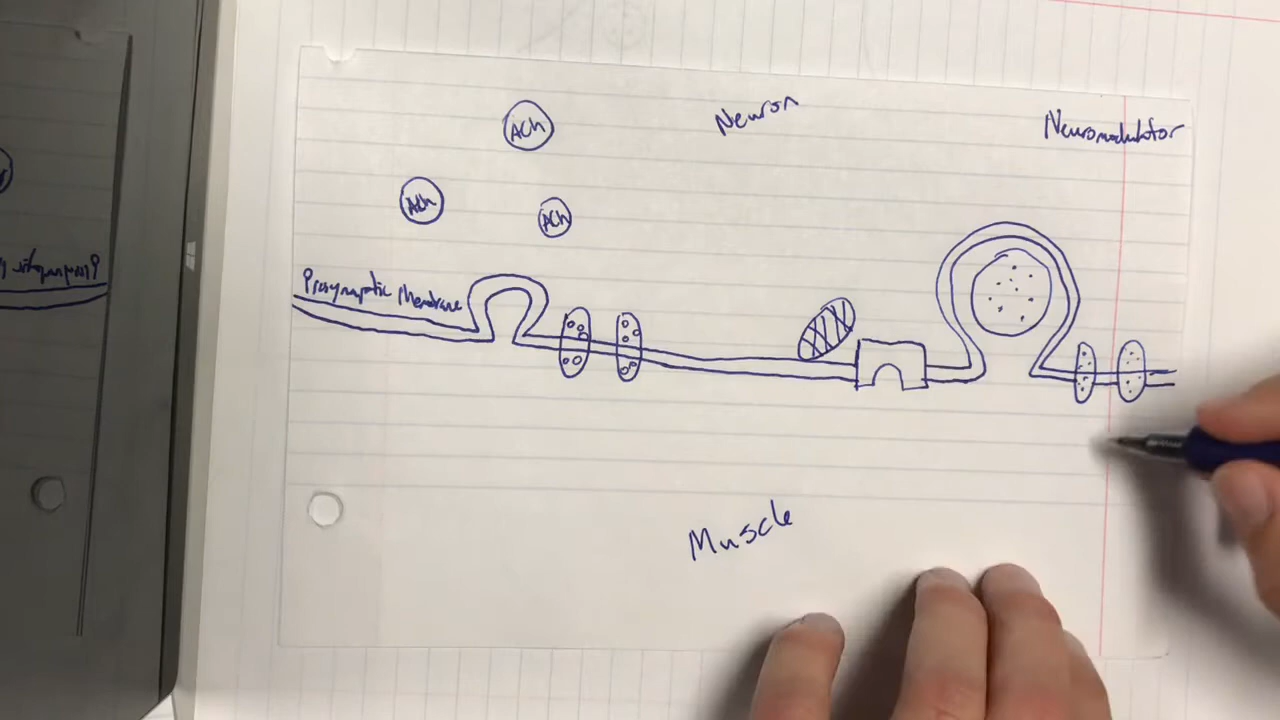 Neuron
Neuromodulator
ACh
ACh
ACh
Presynaptic Membrane
Muscle